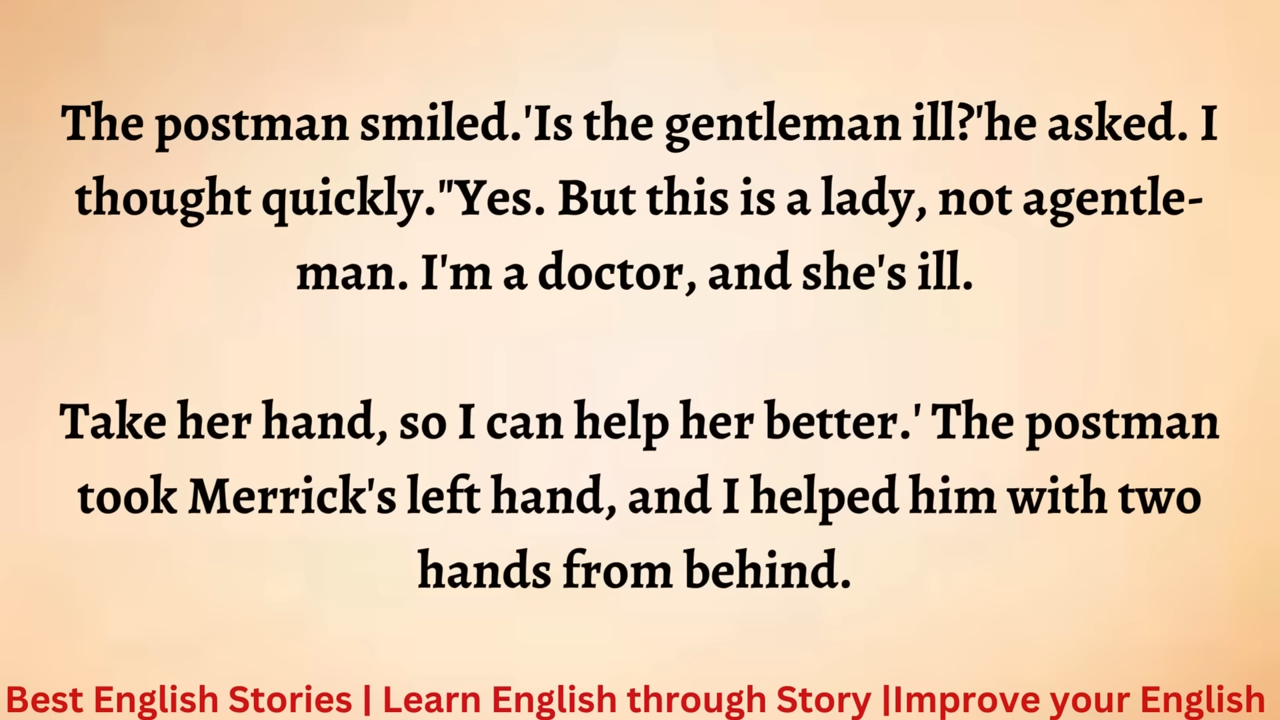 The postman smiled.'Is the gentleman ill?'he asked. I
thought quickly."Yes. But this is a lady, not agentle-
man. I'm a doctor, and she's ill.
Take her hand, so I can help her better.' The postman
took Merrick's left hand, and I helped him with two
hands from behind.
Best English Stories | Learn English through Story |Improve your English